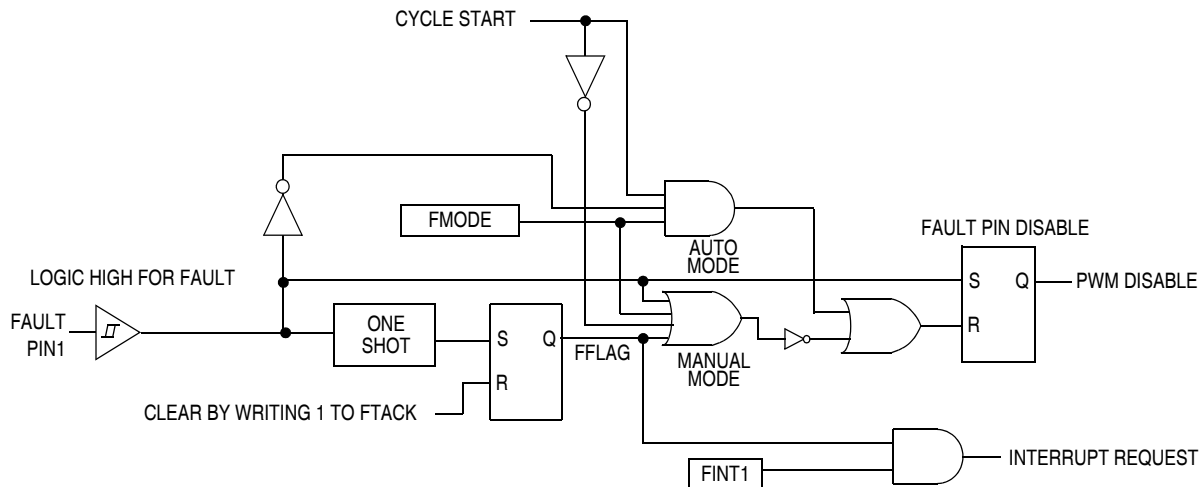 CYCLE START
FMODE
AUTO
MODE
FAULT PIN DISABLE
LOGIC HIGH FOR FAULT
S
Q
PWM DISABLE
R
FAULT
PIN1
ONE
SHOT
S
Q
FFLAG
R
MANUAL
MODE
CLEAR BY WRITING 1 TO FTACK
FINT1
INTERRUPT REQUEST